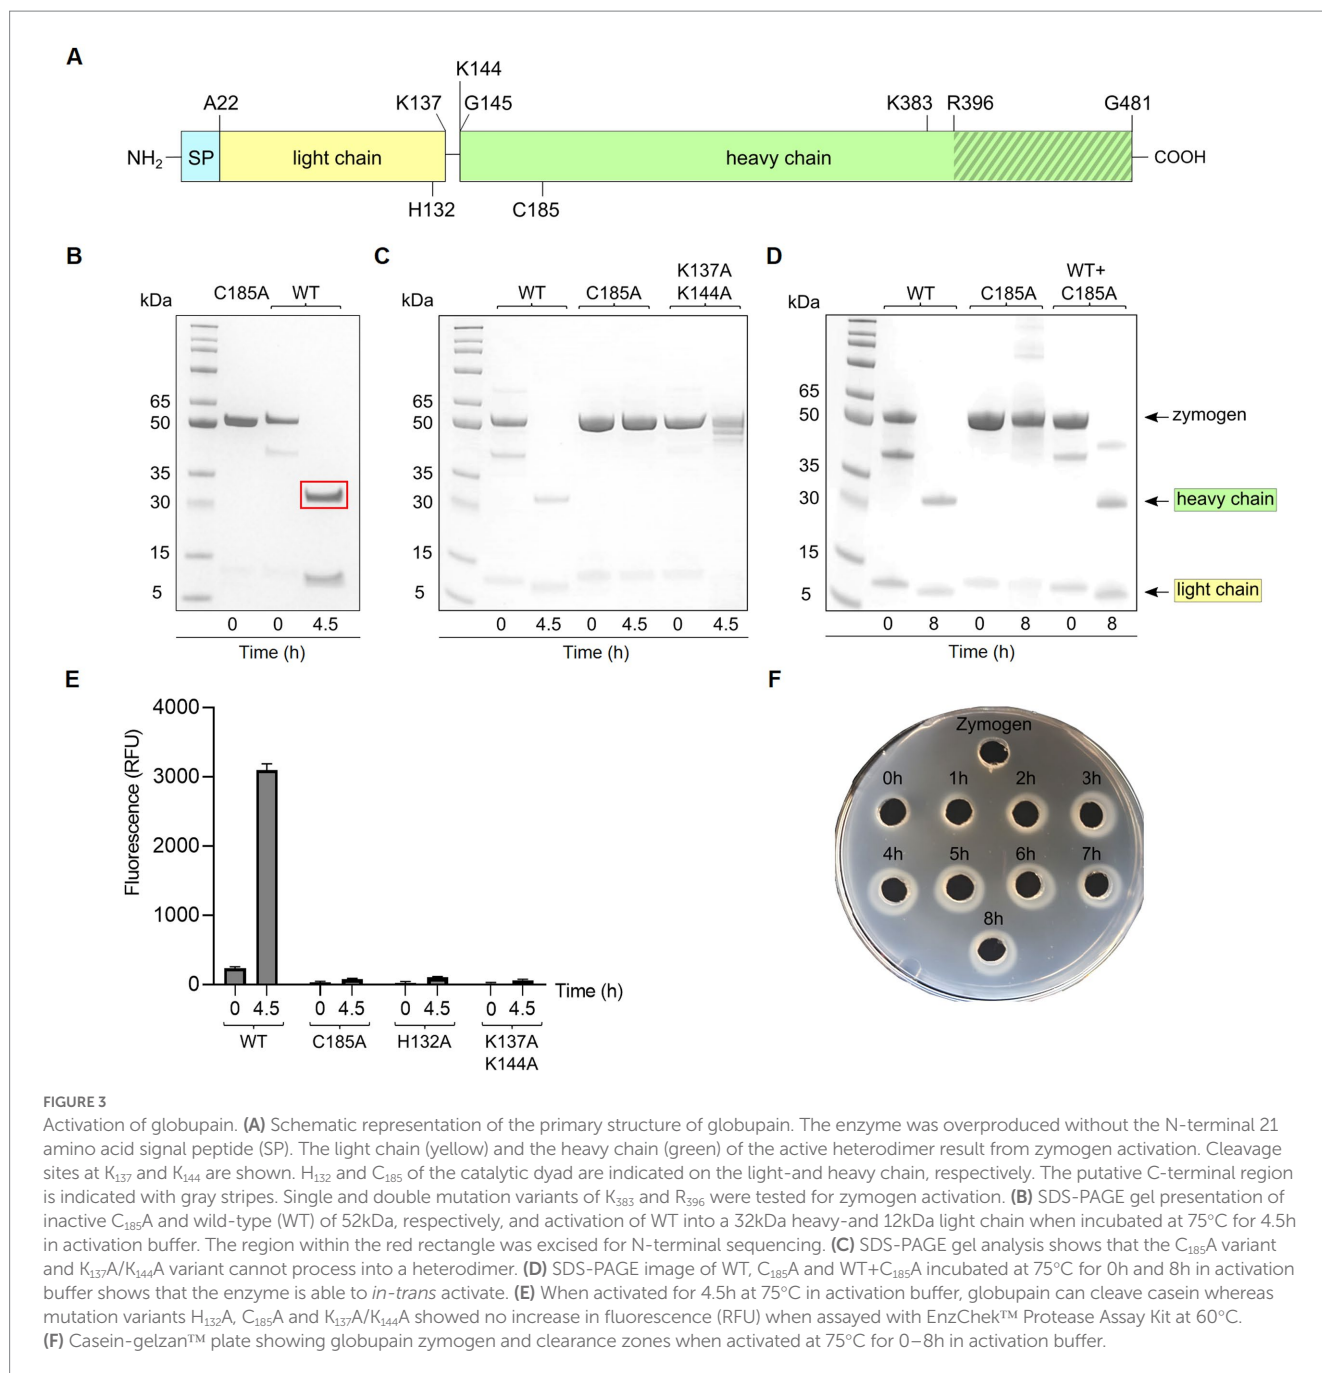 A
K144
A22
K137
G145
K383
R396
G481
NH₂
SP
light chain
heavy chain
COOH
H132
C185
B
C
D
kDa
C185A
WT
65
50
35
30
15
5
0
0
4.5
Time (h)
kDa
WT
C185A
K137A
K144A
65
50
35
30
15
5
0
4.5
0
4.5
0
4.5
Time (h)
kDa
WT
C185A
WT+
C185A
65
50
35
30
15
5
zymogen
heavy chain
light chain
0
8
0
8
0
8
Time (h)
E
4000
3000
2000
1000
0
Fluorescence (RFU)
0
4.5
0
4.5
0
4.5
0
4.5
Time (h)
WT
C185A
H132A
K137A
K144A
F
Zymogen
0h
1h
2h
3h
4h
5h
6h
7h
8h
FIGURE 3
Activation of globupain. (A) Schematic representation of the primary structure of globupain. The enzyme was overproduced without the N-terminal 21
amino acid signal peptide (SP). The light chain (yellow) and the heavy chain (green) of the active heterodimer result from zymogen activation. Cleavage
sites at K₁₃₇ and K₁₄₄ are shown. H₁₃₂ and C₁₈₅ of the catalytic dyad are indicated on the light-and heavy chain, respectively. The putative C-terminal region
is indicated with gray stripes. Single and double mutation variants of K₃₈₃ and R₃₉₆ were tested for zymogen activation. (B) SDS-PAGE gel presentation of
inactive C₁₈₅A and wild-type (WT) of 52kDa, respectively, and activation of WT into a 32kDa heavy-and 12kDa light chain when incubated at 75°C for 4.5h
in activation buffer. The region within the red rectangle was excised for N-terminal sequencing. (C) SDS-PAGE gel analysis shows that the C₁₈₅A variant
and K₁₃₇A/K₁₄₄A variant cannot process into a heterodimer. (D) SDS-PAGE image of WT, C₁₈₅A and WT+C₁₈₅A incubated at 75°C for 0h and 8h in activation
buffer shows that the enzyme is able to in-trans activate. (E) When activated for 4.5h at 75°C in activation buffer, globupain can cleave casein whereas
mutation variants H₁₃₂A, C₁₈₅A and K₁₃₇A/K₁₄₄A showed no increase in fluorescence (RFU) when assayed with EnzChek™ Protease Assay Kit at 60°C.
(F) Casein-gelzan™ plate showing globupain zymogen and clearance zones when activated at 75°C for 0–8h in activation buffer.